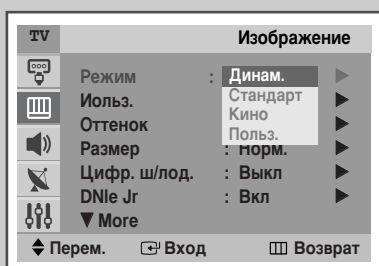 TV Изображение
Режим : Динам.
Стандарт
Кино
Польз.
Иольз.
Оттенок
Размер : Норм.
Цифр. ш/под. : Выкл
DNIe Jr : Вкл
▼ More
Перем. Вход Возврат